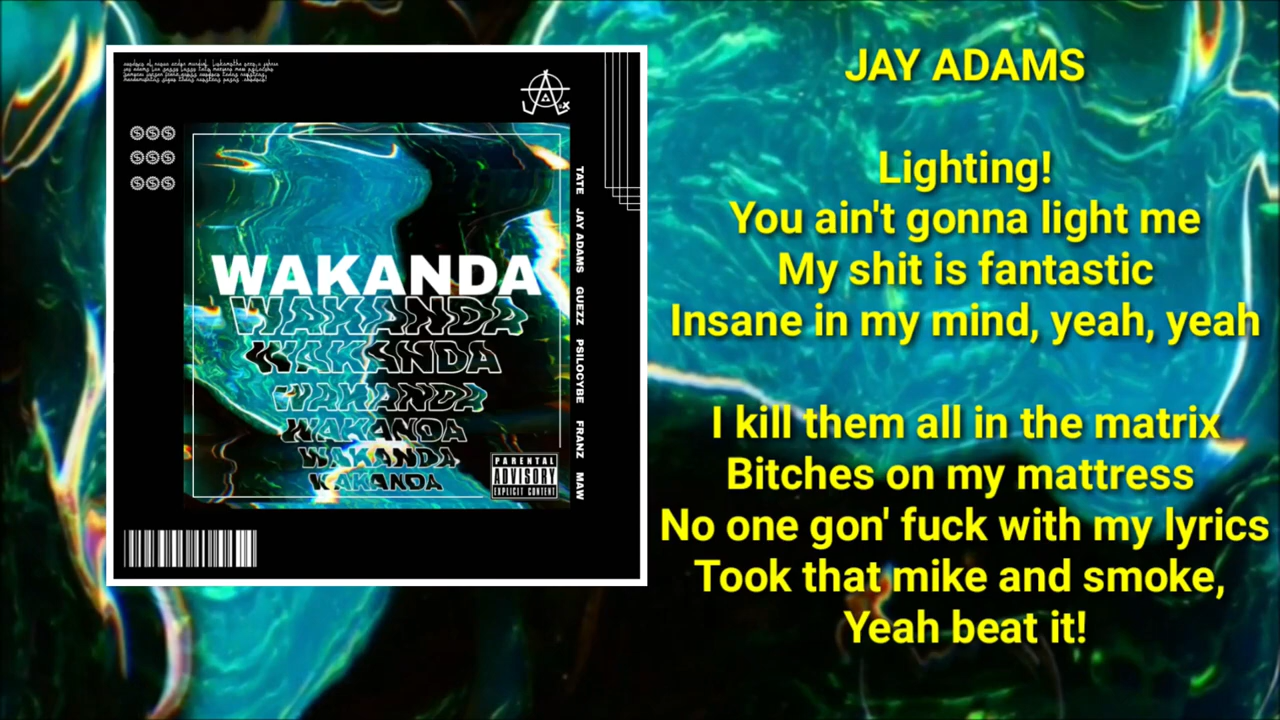 WAKANDA
WAKANDA
WAKANDA
WAKANDA
WAKANDA
WAKANDA
WAKANDA
PARENTAL
ADVISORY
EXPLICIT CONTENT
TATE JAY ADAMS GUEZZ PSILOCYBE FRANZ MAW
JAY ADAMS
Lighting!
You ain't gonna light me
My shit is fantastic
Insane in my mind, yeah, yeah
I kill them all in the matrix
Bitches on my mattress
No one gon' fuck with my lyrics
Took that mike and smoke,
Yeah beat it!